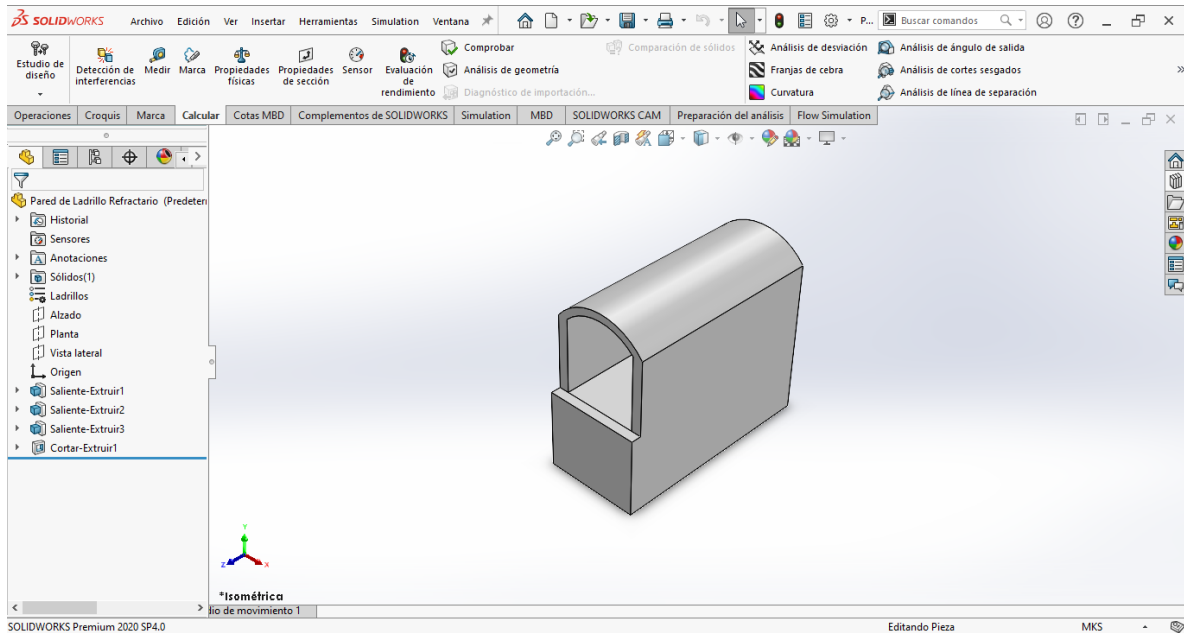 SOLIDWORKS Archivo Edición Ver Insertar Herramientas Simulation Ventana P... Buscar comandos
Estudio de diseño
Detección de interferencias
Medir
Marca
Propiedades físicas
Propiedades de sección
Sensor
Evaluación de rendimiento
Comprobar
Análisis de geometría
Diagnóstico de importación...
Comparación de sólidos
Análisis de desviación
Franjas de cebra
Curvatura
Análisis de ángulo de salida
Análisis de cortes sesgados
Análisis de línea de separación
Operaciones Croquis Marca Calcular Cotas MBD Complementos de SOLIDWORKS Simulation MBD SOLIDWORKS CAM Preparación del análisis Flow Simulation
Pared de Ladrillo Refractario (Predeter
Historial
Sensores
Anotaciones
Sólidos(1)
Ladrillos
Alzado
Planta
Vista lateral
Origen
Saliente-Extruir1
Saliente-Extruir2
Saliente-Extruir3
Cortar-Extruir1
Y
Z
X
*Isométrica
dio de movimiento 1
SOLIDWORKS Premium 2020 SP4.0 Editando Pieza MKS